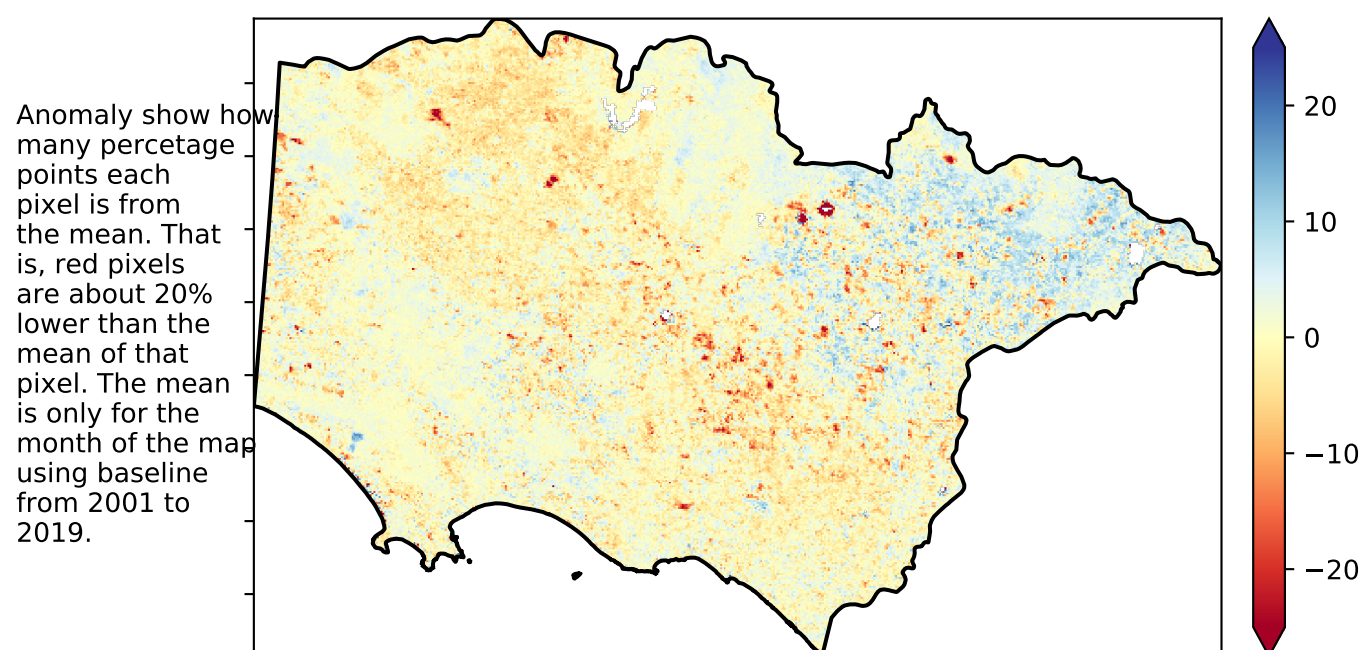 Anomaly show how
many percetage
points each
pixel is from
the mean. That
is, red pixels
are about 20%
lower than the
mean of that
pixel. The mean
is only for the
month of the map
using baseline
from 2001 to
2019.
20
10
0
−10
−20